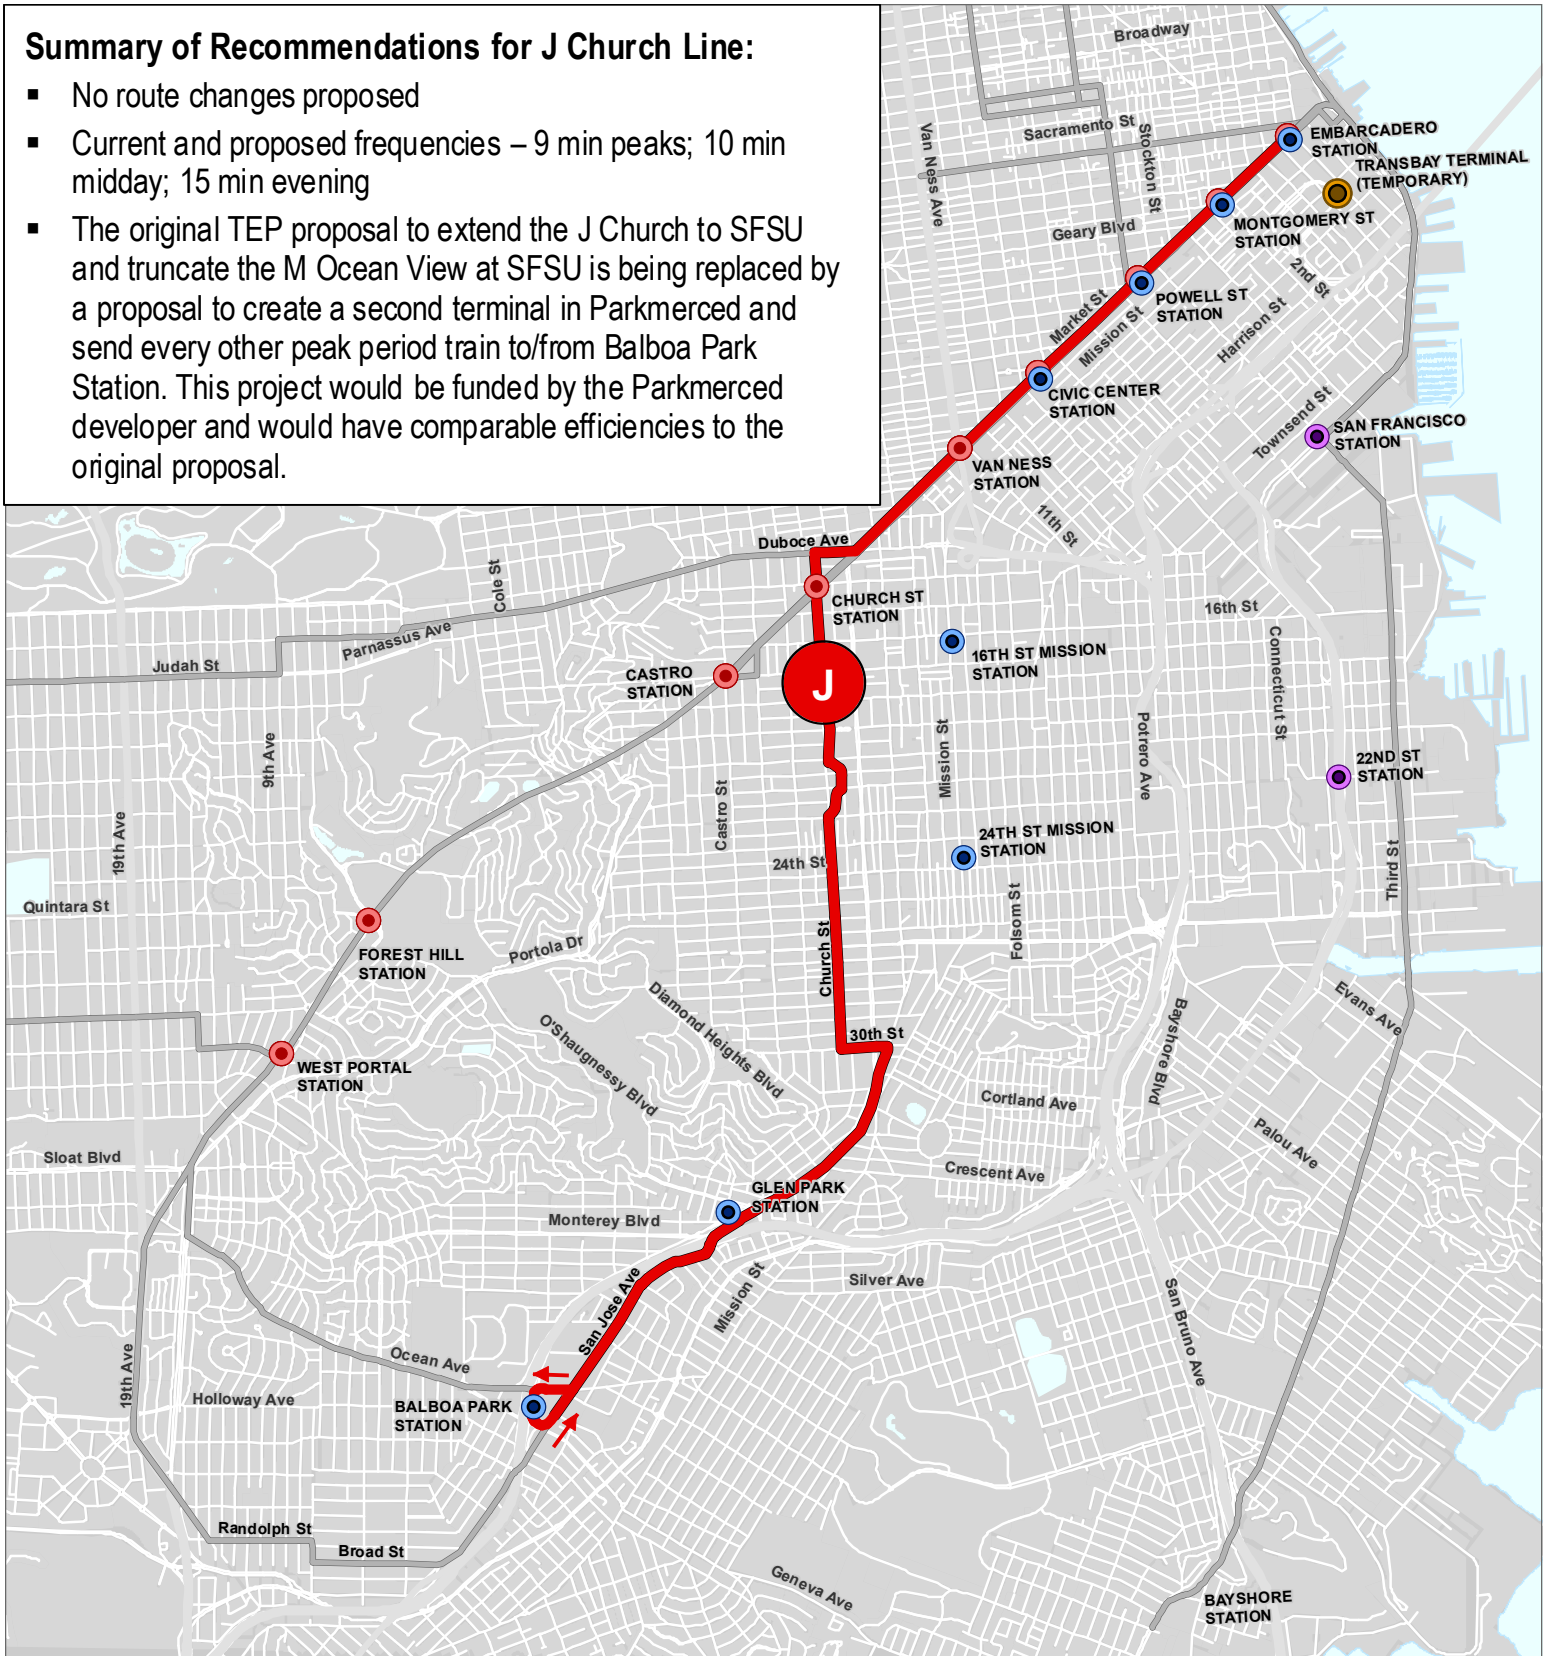 Summary of Recommendations for J Church Line:
▪ No route changes proposed
▪ Current and proposed frequencies – 9 min peaks; 10 min
midday; 15 min evening
▪ The original TEP proposal to extend the J Church to SFSU
and truncate the M Ocean View at SFSU is being replaced by
a proposal to create a second terminal in Parkmerced and
send every other peak period train to/from Balboa Park
Station. This project would be funded by the Parkmerced
developer and would have comparable efficiencies to the
original proposal.
Broadway
Van Ness Ave
Sacramento St
Stockton St
EMBARCADERO
STATION
TRANSBAY TERMINAL
(TEMPORARY)
Geary Blvd
MONTGOMERY ST
STATION
2nd St
Market St
Mission St
POWELL ST
STATION
Harrison St
CIVIC CENTER
STATION
Townsend St
SAN FRANCISCO
STATION
VAN NESS
STATION
11th St
Duboce Ave
Cole St
CHURCH ST
STATION
16th St
Parnassus Ave
Judah St
CASTRO
STATION
J
16TH ST MISSION
STATION
Connecticut St
9th Ave
Mission St
Potrero Ave
22ND ST
STATION
19th Ave
Castro St
24th St
24TH ST MISSION
STATION
Third St
Quintara St
Folsom St
FOREST HILL
STATION
Portola Dr
Church St
Diamond Heights Blvd
O'Shaugnessy Blvd
30th St
Bayshore Blvd
Evans Ave
WEST PORTAL
STATION
Cortland Ave
Sloat Blvd
Palou Ave
Crescent Ave
GLEN PARK
STATION
Monterey Blvd
Silver Ave
San Jose Ave
Mission St
San Bruno Ave
19th Ave
Ocean Ave
Holloway Ave
BALBOA PARK
STATION
Randolph St
Broad St
Geneva Ave
BAYSHORE
STATION